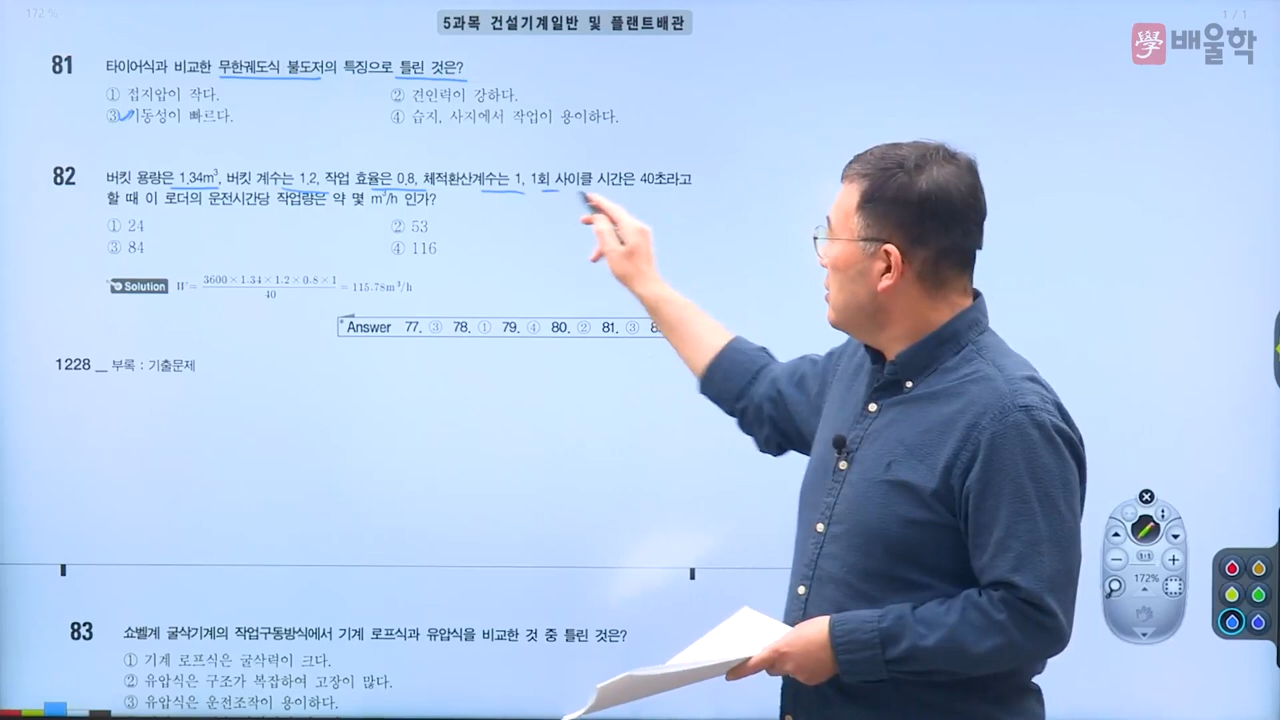 172 %
5과목 건설기계일반 및 플랜트배관
1 / 1
學 배울학
81 타이어식과 비교한 무한궤도식 불도저의 특징으로 틀린 것은?
① 접지압이 작다. ② 견인력이 강하다.
③ 기동성이 빠르다. ④ 습지, 사지에서 작업이 용이하다.
82 버킷 용량은 1.34m³, 버킷 계수는 1.2, 작업 효율은 0.8, 체적환산계수는 1, 1회 사이클 시간은 40초라고
할 때 이 로더의 운전시간당 작업량은 약 몇 m³/h 인가?
① 24 ② 53
③ 84 ④ 116
Solution W = 3600×1.34×1.2×0.8×1 / 40 = 115.78m³/h
Answer 77. ③ 78. ① 79. ④ 80. ② 81. ③
1228 _ 부록 : 기출문제
83 쇼벨계 굴삭기계의 작업구동방식에서 기계 로프식과 유압식을 비교한 것 중 틀린 것은?
① 기계 로프식은 굴삭력이 크다.
② 유압식은 구조가 복잡하여 고장이 많다.
③ 유압식은 운전조작이 용이하다.
1:1
172%